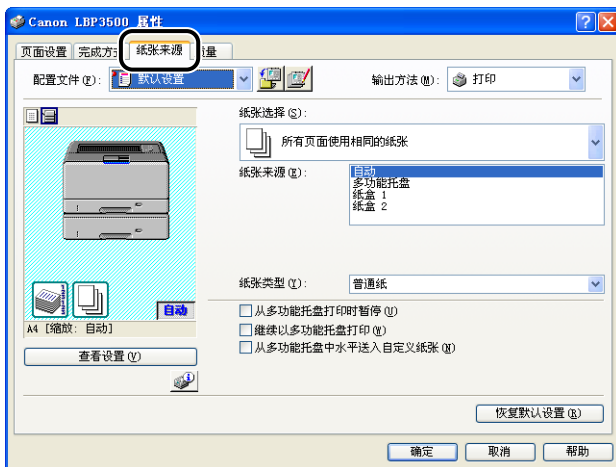 Canon LBP3500 属性
页面设置 完成方式 纸张来源 质量
配置文件(F): 默认设置 输出方法(M): 打印
纸张选择(S):
所有页面使用相同的纸张
纸张来源(E):
自动
多功能托盘
纸盒 1
纸盒 2
纸张类型(Y): 普通纸
自动
从多功能托盘打印时暂停(U)
A4 [缩放: 自动]
继续以多功能托盘打印(W)
从多功能托盘中水平送入自定义纸张(N)
查看设置(V)
恢复默认设置(R)
确定 取消 帮助